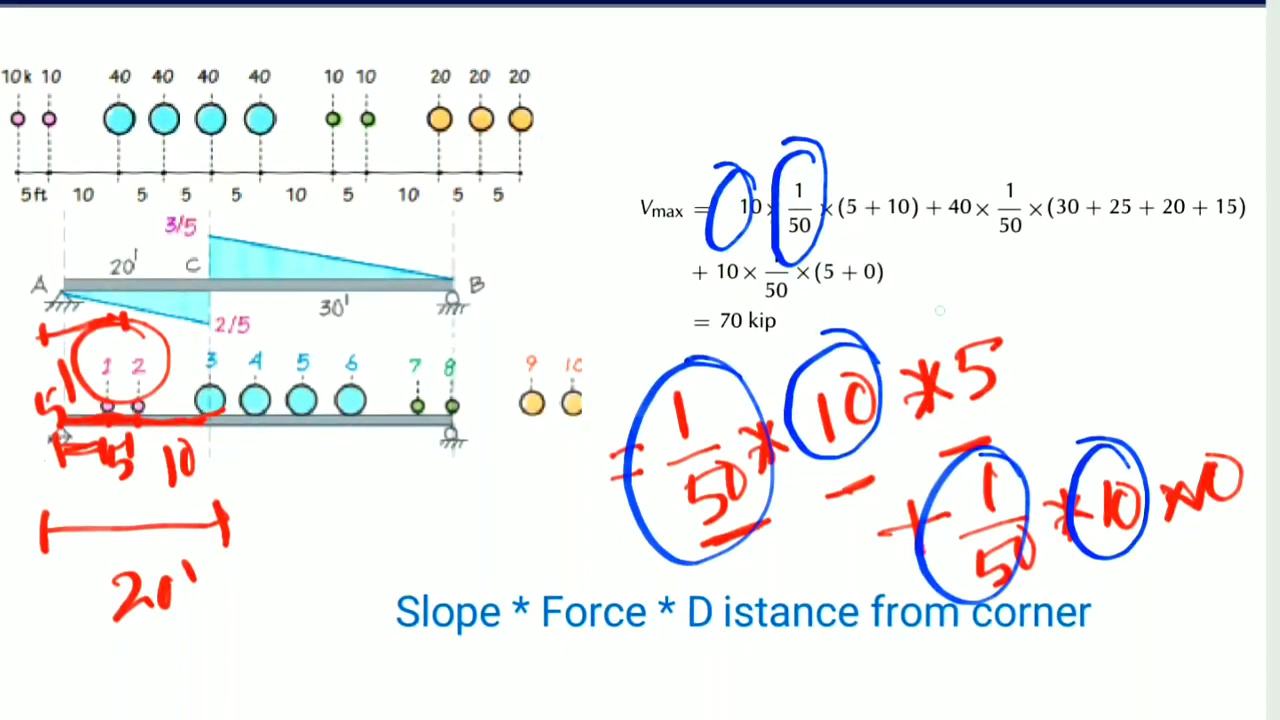 10k 10 40 40 40 40 10 10 20 20 20
5ft 10 5 5 5 10 5 10 5 5
3/5
20' C
A B
30'
2/5
1 2 3 4 5 6 7 8 9 10
5 10
20'
Vmax = 10 × 1/50 × (5 + 10) + 40 × 1/50 × (30 + 25 + 20 + 15)
+ 10 × 1/50 × (5 + 0)
= 70 kip
= 1/50 * 10 * 5
+ 1/50 * 10 * 10
Slope * Force * D istance from corner